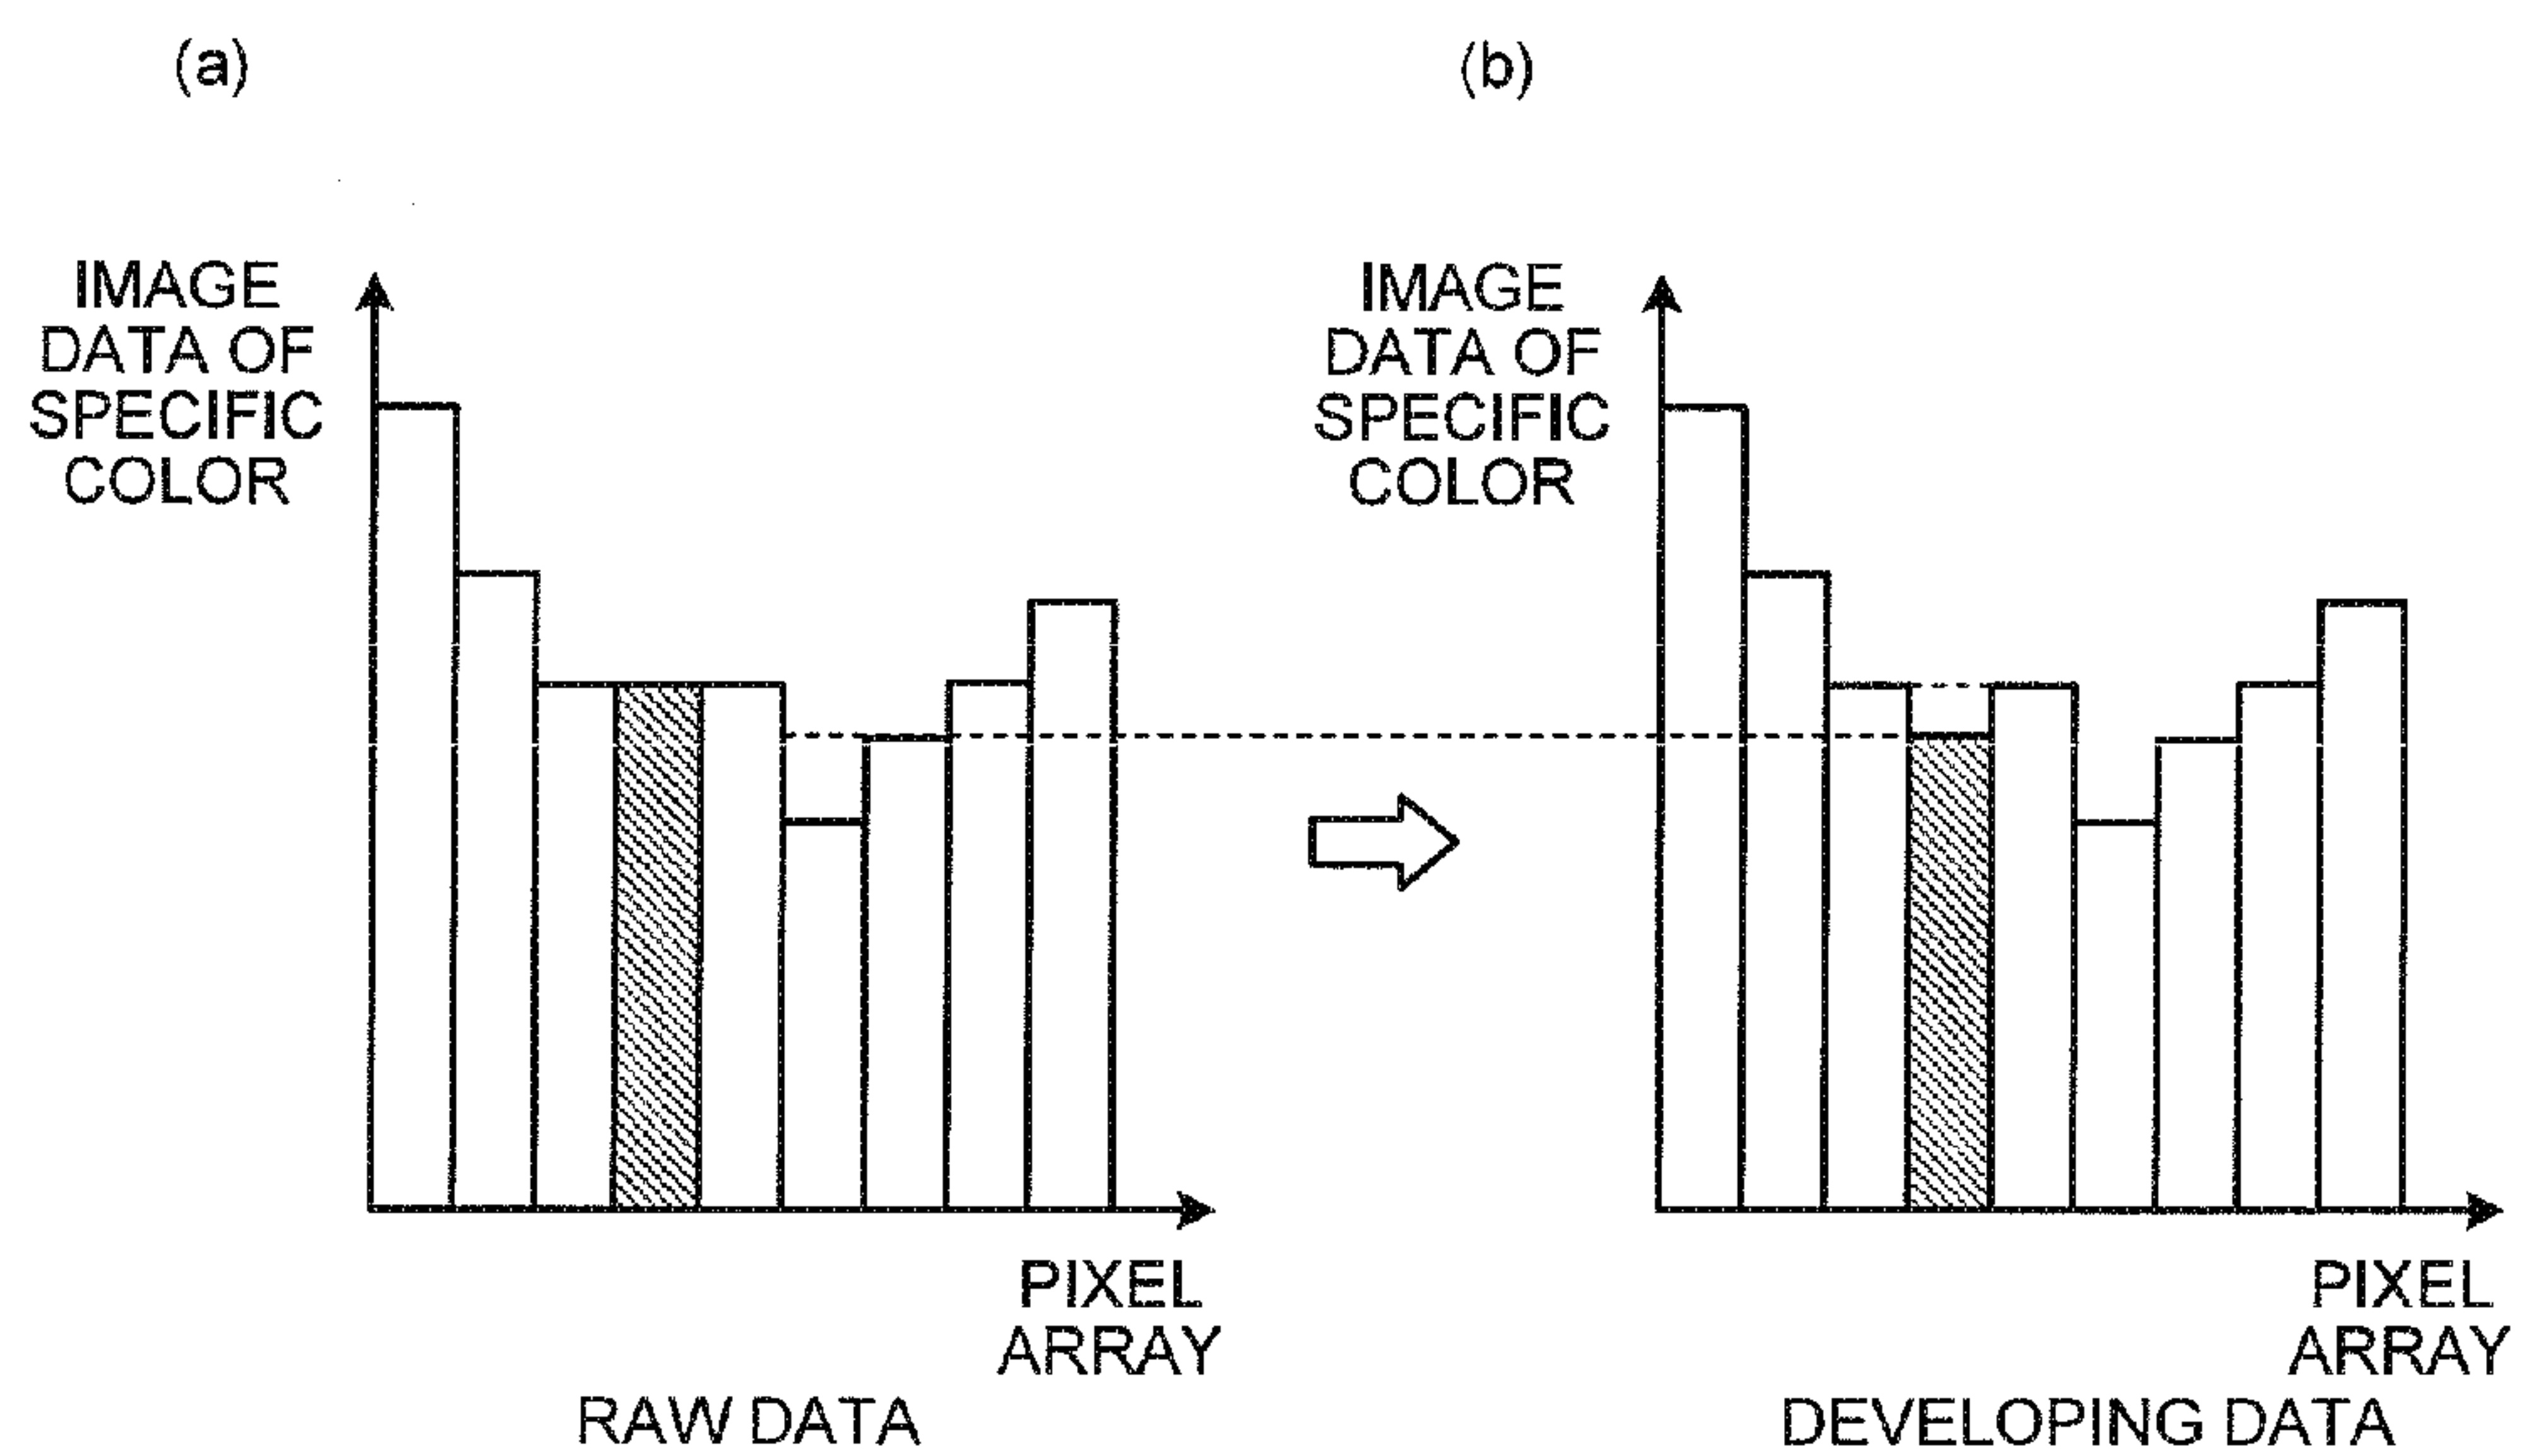 (a)
IMAGE
DATA OF
SPECIFIC
COLOR
PIXEL
ARRAY
RAW DATA
(b)
IMAGE
DATA OF
SPECIFIC
COLOR
PIXEL
ARRAY
DEVELOPING DATA